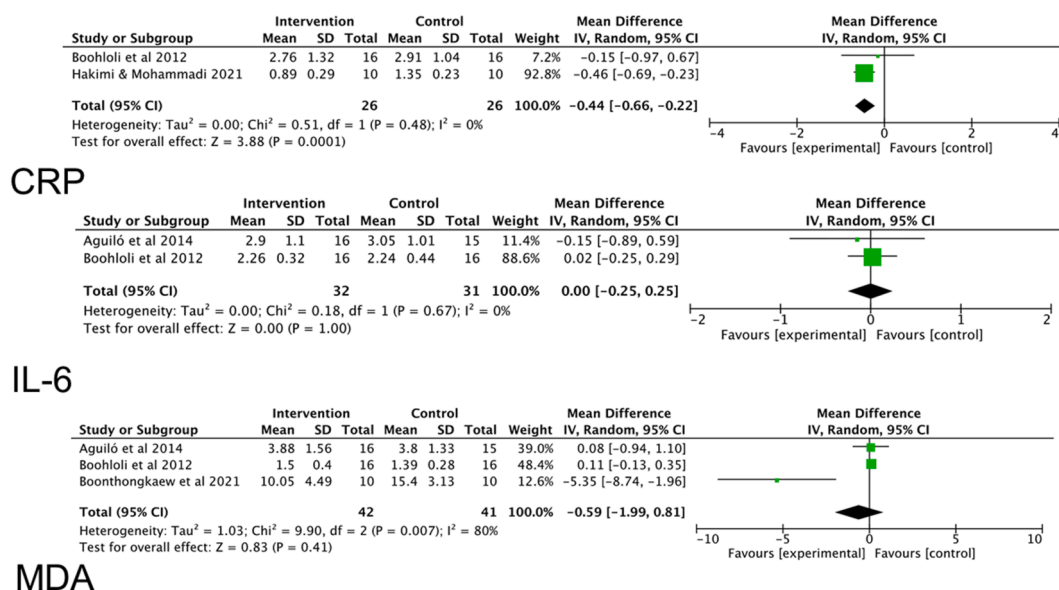 Intervention Control Mean Difference Mean Difference
Study or Subgroup Mean SD Total Mean SD Total Weight IV, Random, 95% CI IV, Random, 95% CI
Boohloli et al 2012 2.76 1.32 16 2.91 1.04 16 7.2% −0.15 [−0.97, 0.67]
Hakimi & Mohammadi 2021 0.89 0.29 10 1.35 0.23 10 92.8% −0.46 [−0.69, −0.23]
Total (95% CI) 26 26 100.0% −0.44 [−0.66, −0.22]
Heterogeneity: Tau² = 0.00; Chi² = 0.51, df = 1 (P = 0.48); I² = 0%
Test for overall effect: Z = 3.88 (P = 0.0001)
−4 −2 0 2 4
Favours [experimental] Favours [control]
CRP
Intervention Control Mean Difference Mean Difference
Study or Subgroup Mean SD Total Mean SD Total Weight IV, Random, 95% CI IV, Random, 95% CI
Aguiló et al 2014 2.9 1.1 16 3.05 1.01 15 11.4% −0.15 [−0.89, 0.59]
Boohloli et al 2012 2.26 0.32 16 2.24 0.44 16 88.6% 0.02 [−0.25, 0.29]
Total (95% CI) 32 31 100.0% 0.00 [−0.25, 0.25]
Heterogeneity: Tau² = 0.00; Chi² = 0.18, df = 1 (P = 0.67); I² = 0%
Test for overall effect: Z = 0.00 (P = 1.00)
−2 −1 0 1 2
Favours [experimental] Favours [control]
IL-6
Intervention Control Mean Difference Mean Difference
Study or Subgroup Mean SD Total Mean SD Total Weight IV, Random, 95% CI IV, Random, 95% CI
Aguiló et al 2014 3.88 1.56 16 3.8 1.33 15 39.0% 0.08 [−0.94, 1.10]
Boohloli et al 2012 1.5 0.4 16 1.39 0.28 16 48.4% 0.11 [−0.13, 0.35]
Boonthongkaew et al 2021 10.05 4.49 10 15.4 3.13 10 12.6% −5.35 [−8.74, −1.96]
Total (95% CI) 42 41 100.0% −0.59 [−1.99, 0.81]
Heterogeneity: Tau² = 1.03; Chi² = 9.90, df = 2 (P = 0.007); I² = 80%
Test for overall effect: Z = 0.83 (P = 0.41)
−10 −5 0 5 10
Favours [experimental] Favours [control]
MDA